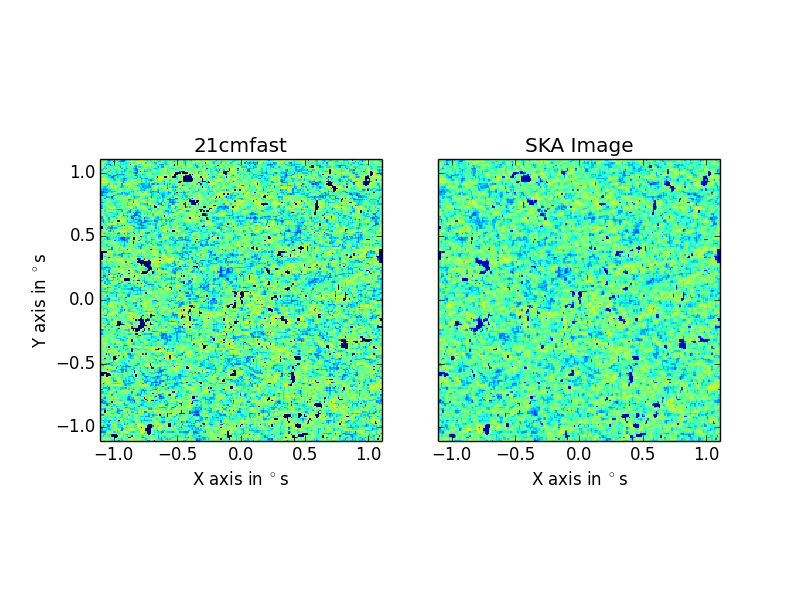 21cmfast
SKA Image
1.0
0.5
0.0
−0.5
−1.0
Y axis in °s
−1.0 −0.5 0.0 0.5 1.0
−1.0 −0.5 0.0 0.5 1.0
X axis in °s
X axis in °s